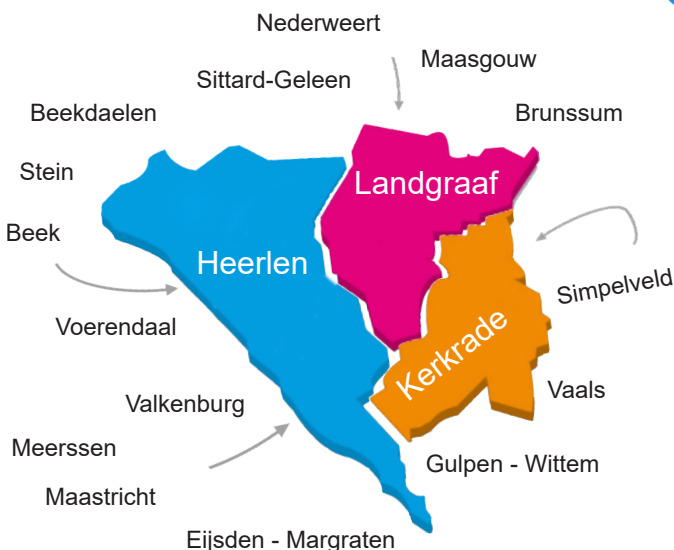 Nederweert
Maasgouw
Sittard-Geleen
Beekdaelen
Brunssum
Stein
Landgraaf
Beek
Heerlen
Simpelveld
Voerendaal
Kerkrade
Valkenburg
Vaals
Meerssen
Gulpen - Wittem
Maastricht
Eijsden - Margraten